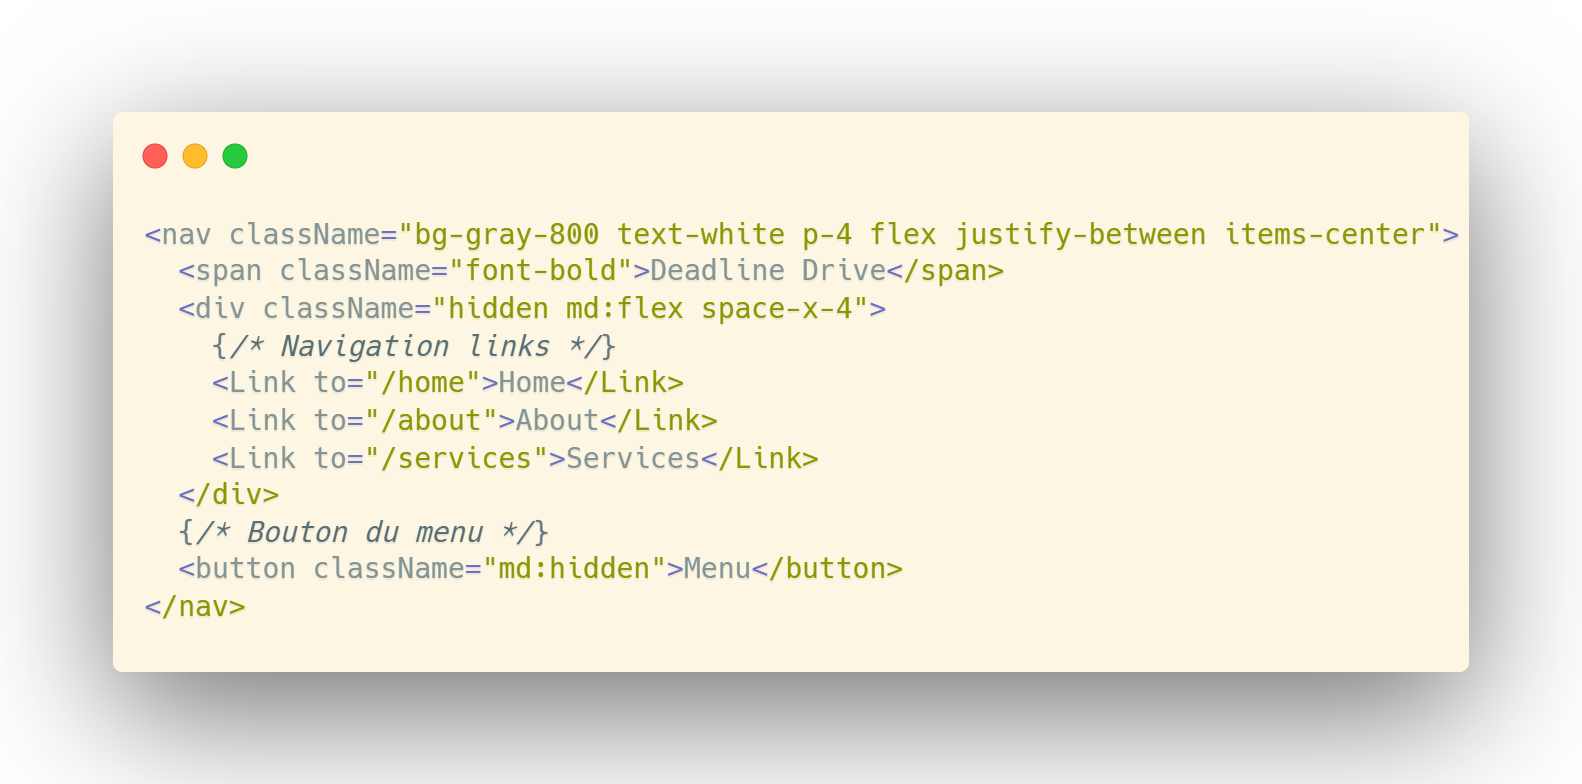 <nav className="bg-gray-800 text-white p-4 flex justify-between items-center">
  <span className="font-bold">Deadline Drive</span>
  <div className="hidden md:flex space-x-4">
    {/* Navigation links */}
    <Link to="/home">Home</Link>
    <Link to="/about">About</Link>
    <Link to="/services">Services</Link>
  </div>
  {/* Bouton du menu */}
  <button className="md:hidden">Menu</button>
</nav>